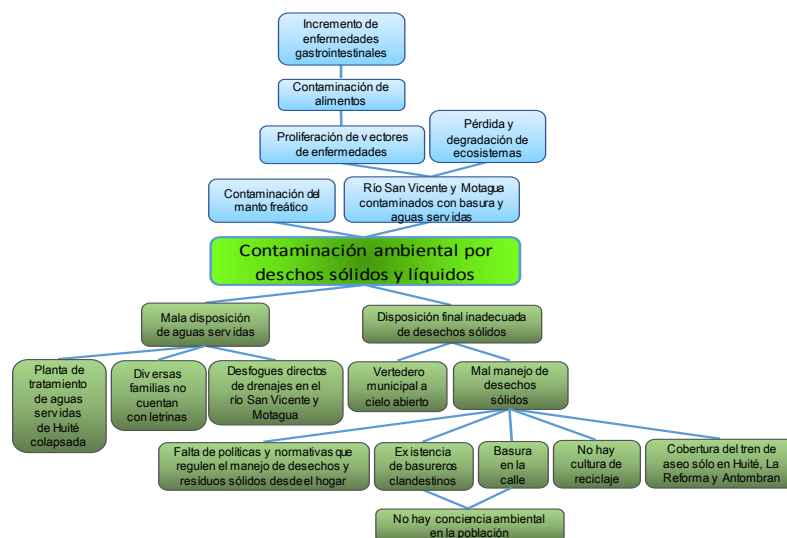 Incremento de
enfermedades
gastrointestinales
Contaminación de
alimentos
Proliferación de vectores
de enfermedades
Pérdida y
degradación de
ecosistemas
Contaminación del
manto freático
Río San Vicente y Motagua
contaminados con basura y
aguas servidas
Contaminación ambiental por
deschos sólidos y líquidos
Mala disposición
de aguas servidas
Disposición final inadecuada
de desechos sólidos
Planta de
tratamiento
de aguas
servidas
de Huité
colapsada
Diversas
familias no
cuentan
con letrinas
Desfogues directos
de drenajes en el
río San Vicente y
Motagua
Vertedero
municipal a
cielo abierto
Mal manejo de
desechos
sólidos
Falta de políticas y normativas que
regulen el manejo de desechos y
resíduos sólidos desde el hogar
Existencia
de basureros
clandestinos
Basura
en la
calle
No hay
cultura de
reciclaje
Cobertura del tren de
aseo sólo en Huité, La
Reforma y Antombran
No hay conciencia ambiental
en la población